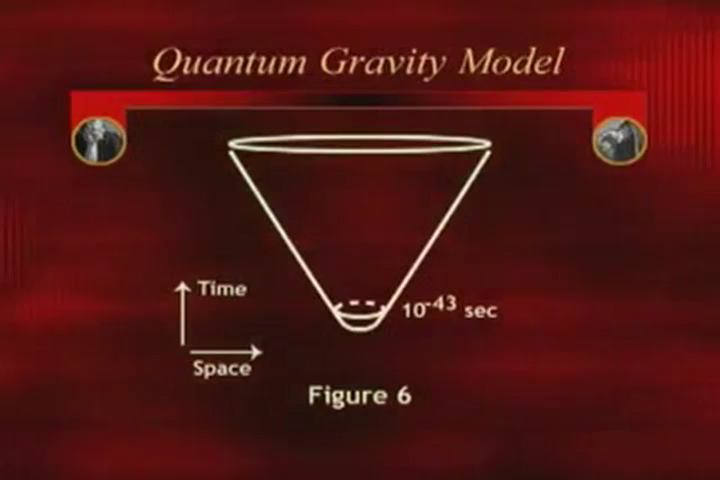 Quantum Gravity Model
Time
10⁻⁴³ sec
Space
Figure 6